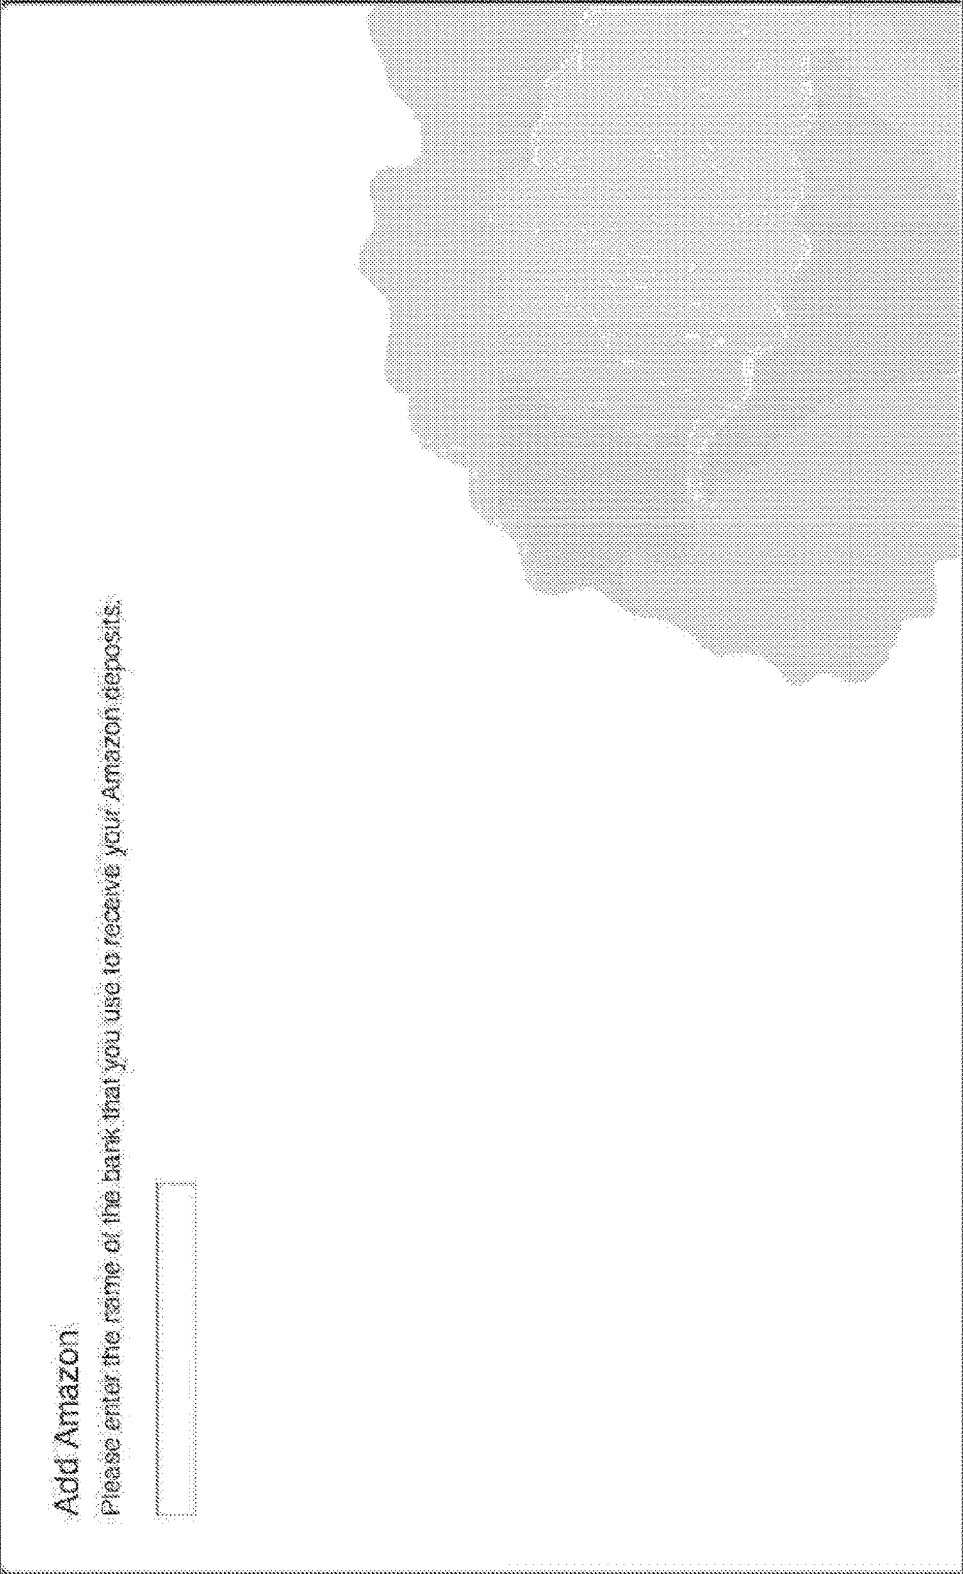 Add Amazon
Please enter the name of the bank that you use to receive your Amazon deposits.